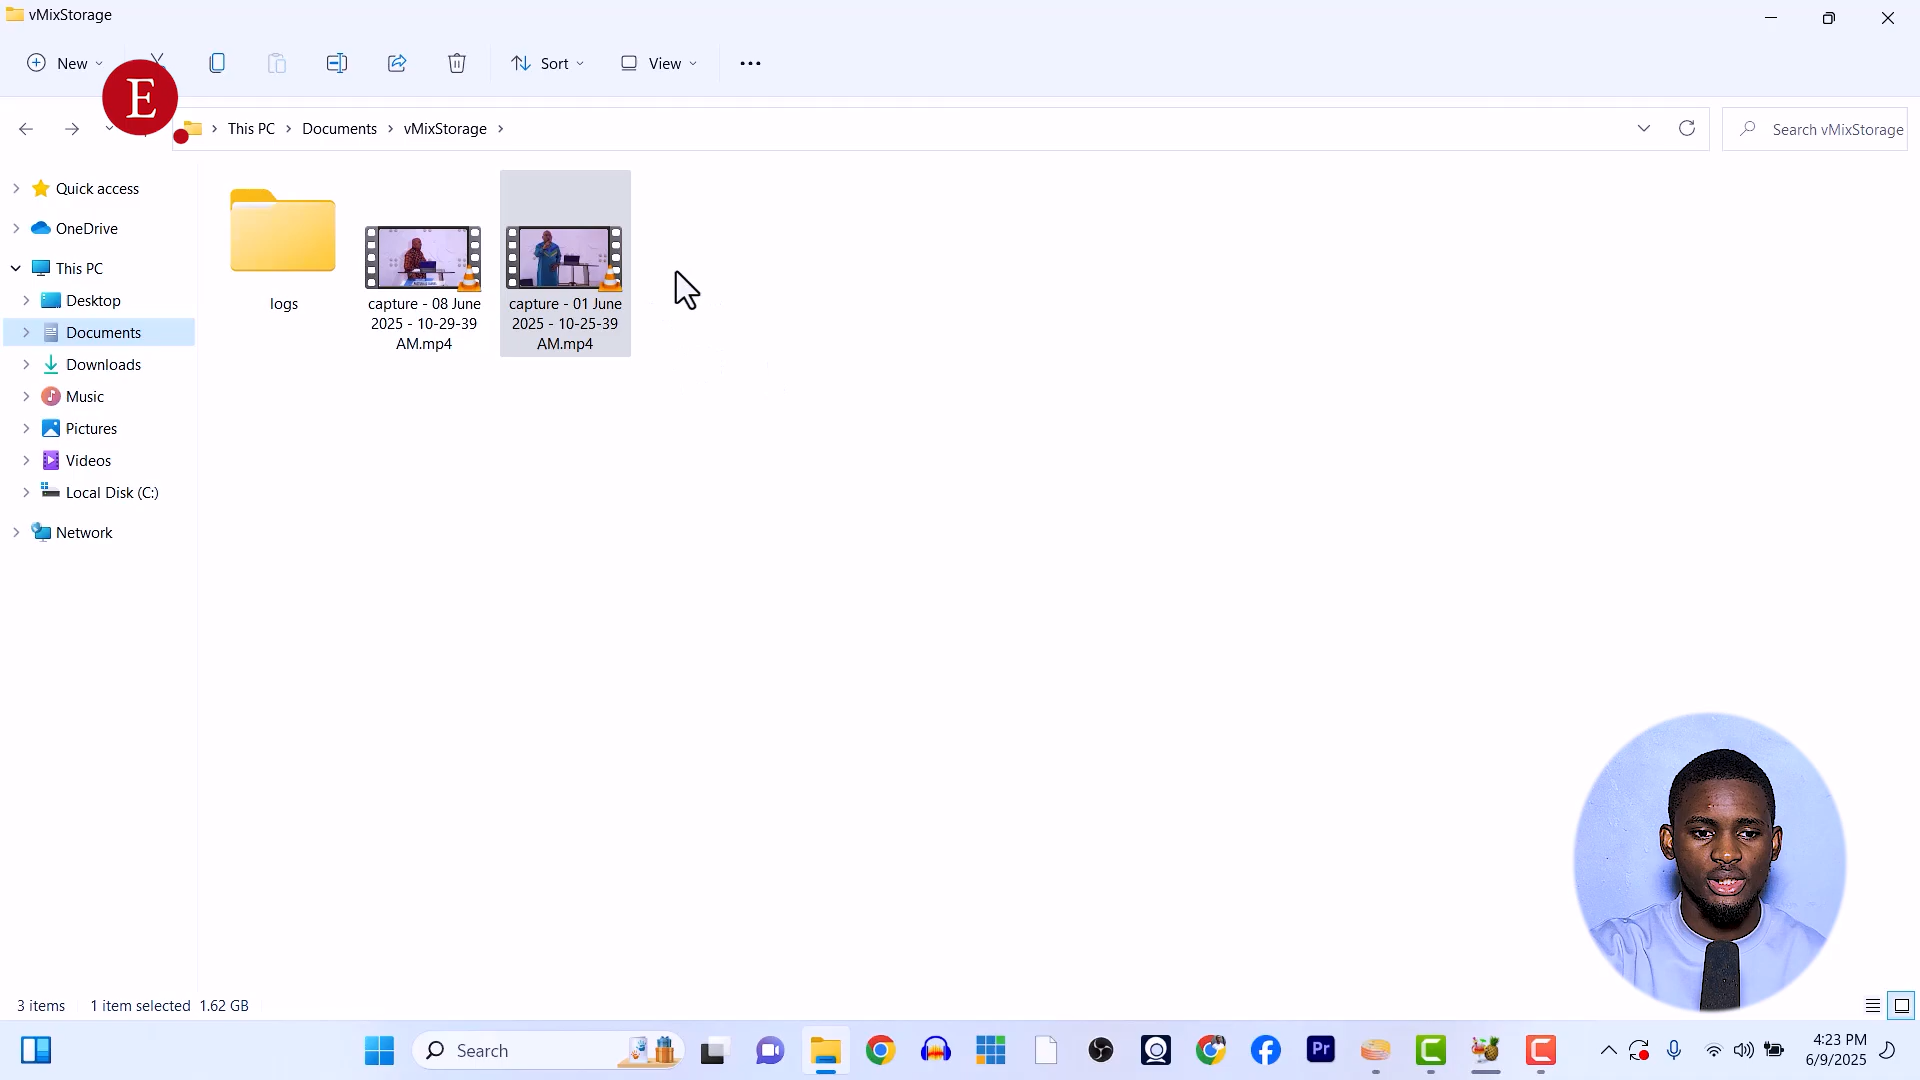 vMixStorage
New
Sort
View
E
This PC
Documents
vMixStorage
Search vMixStorage
Quick access
OneDrive
This PC
Desktop
Documents
Downloads
Music
Pictures
Videos
Local Disk (C:)
Network
logs
capture - 08 June
2025 - 10-29-39
AM.mp4
capture - 01 June
2025 - 10-25-39
AM.mp4
3 items
1 item selected 1.62 GB
Search
Pr
C
C
4:23 PM
6/9/2025